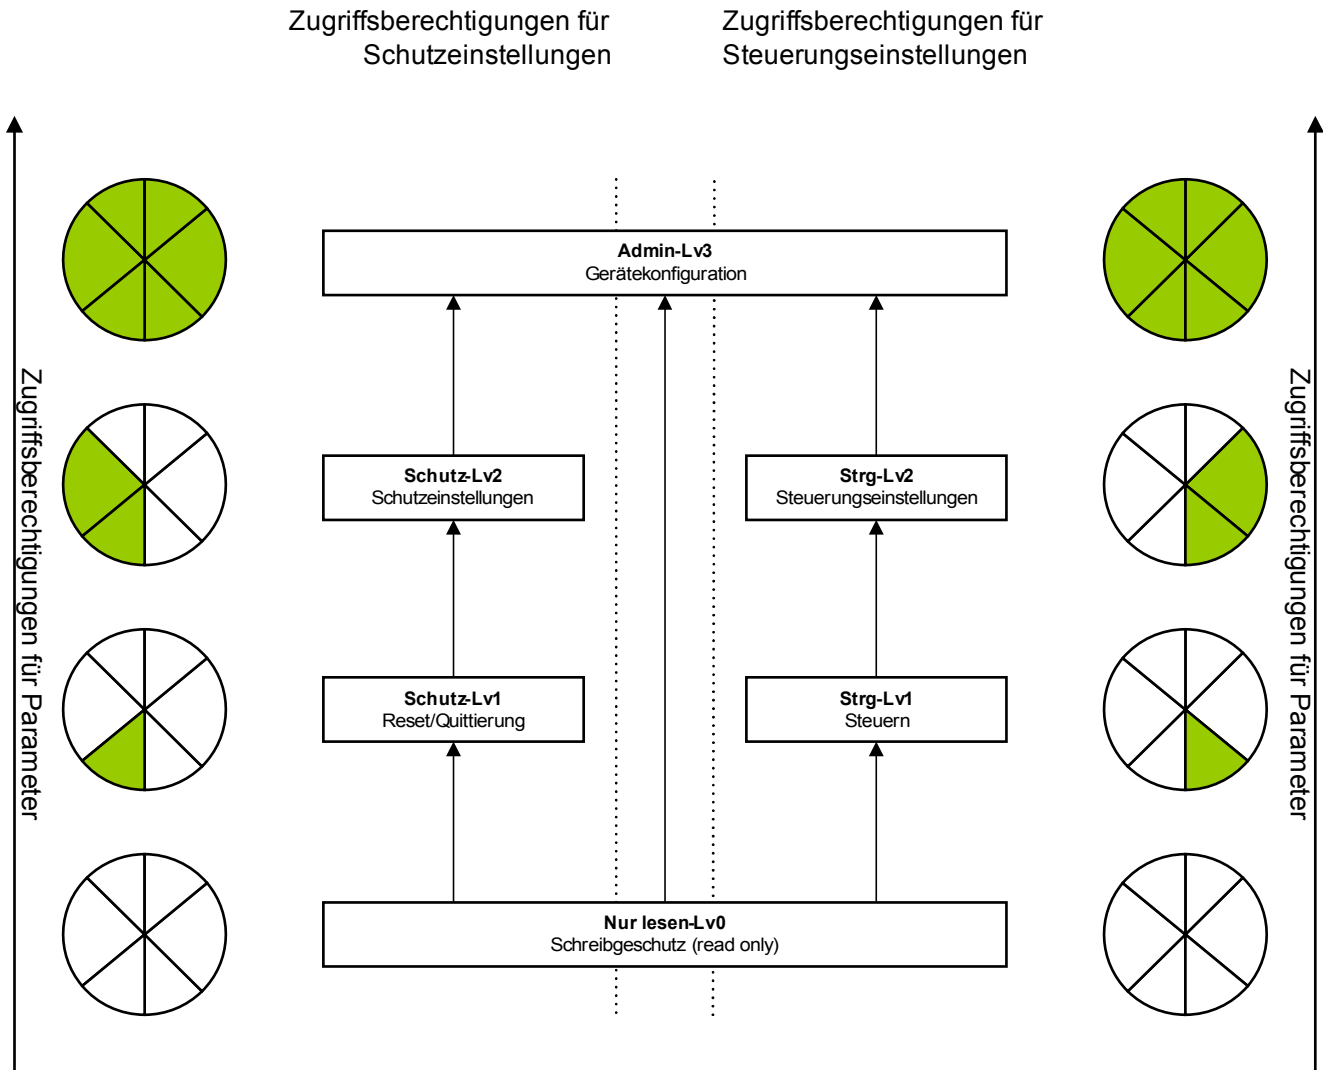 Zugriffsberechtigungen für
Schutzeinstellungen
Zugriffsberechtigungen für
Steuerungseinstellungen
Zugriffsberechtigungen für Parameter
Admin-Lv3
Gerätekonfiguration
Schutz-Lv2
Schutzeinstellungen
Strg-Lv2
Steuerungseinstellungen
Schutz-Lv1
Reset/Quittierung
Strg-Lv1
Steuern
Nur lesen-Lv0
Schreibgeschutz (read only)
Zugriffsberechtigungen für Parameter